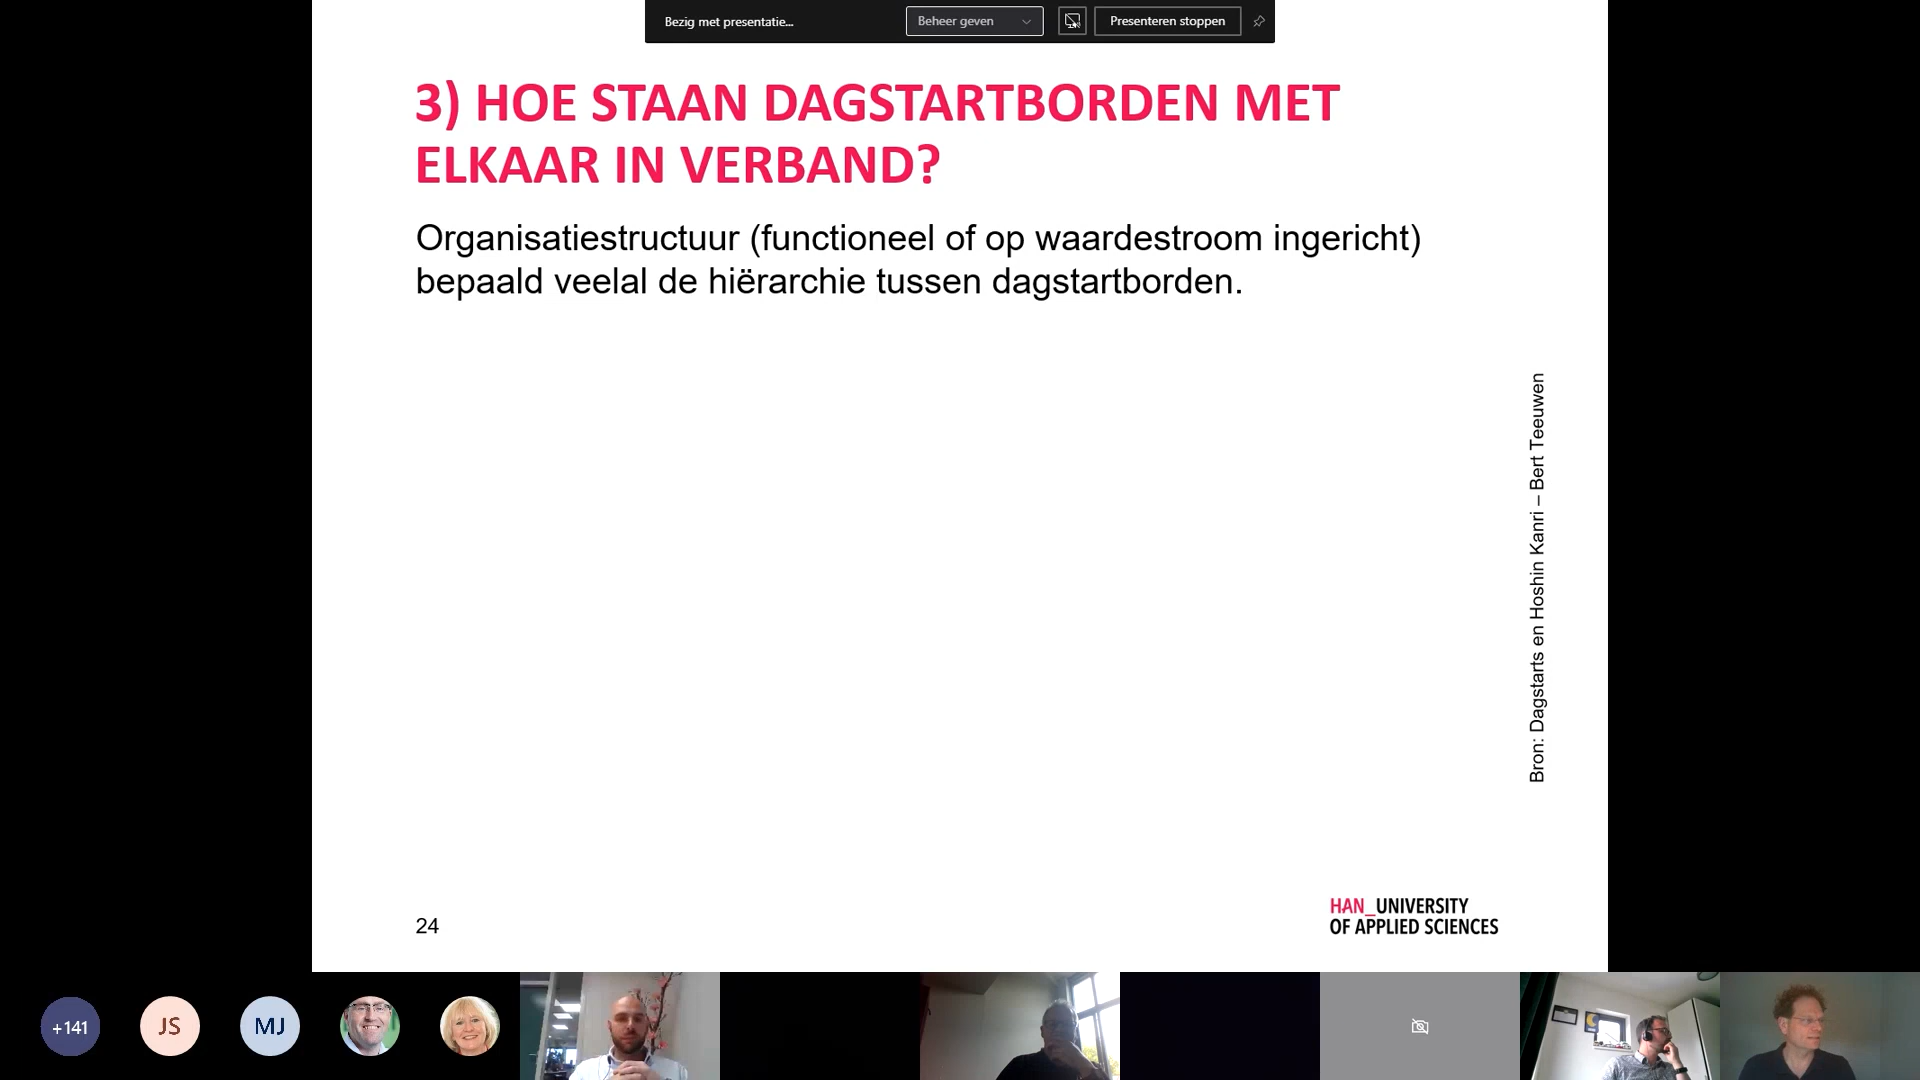 Bezig met presentatie...
Beheer geven
Presenteren stoppen
3) HOE STAAN DAGSTARTBORDEN MET
ELKAAR IN VERBAND?
Organisatiestructuur (functioneel of op waardestroom ingericht)
bepaald veelal de hiërarchie tussen dagstartborden.
Bron: Dagstarts en Hoshin Kanri – Bert Teeuwen
24
HAN_UNIVERSITY
OF APPLIED SCIENCES
+141
JS
MJ